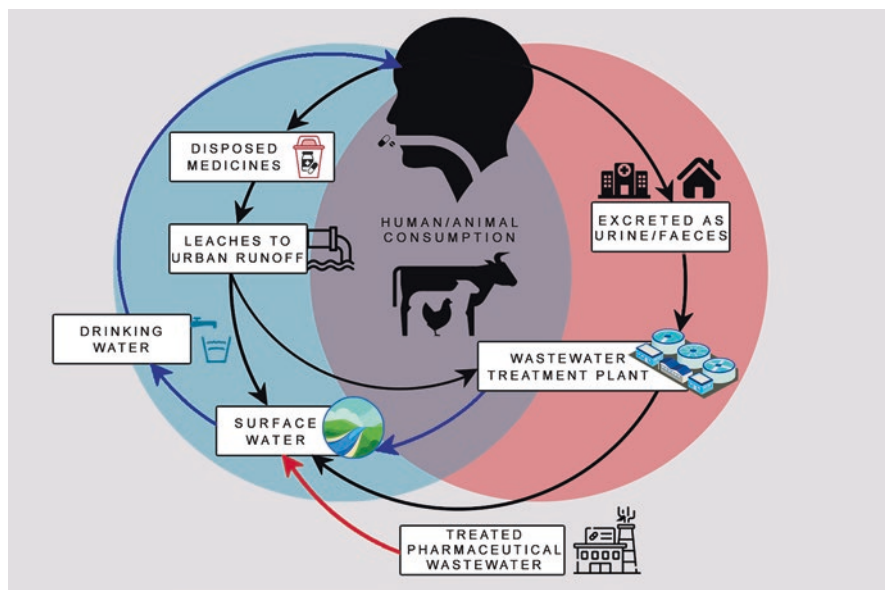 DISPOSED
MEDICINES
LEACHES TO
URBAN RUNOFF
HUMAN/ANIMAL
CONSUMPTION
EXCRETED AS
URINE/FAECES
DRINKING
WATER
WASTEWATER
TREATMENT PLANT
SURFACE
WATER
TREATED
PHARMACEUTICAL
WASTEWATER